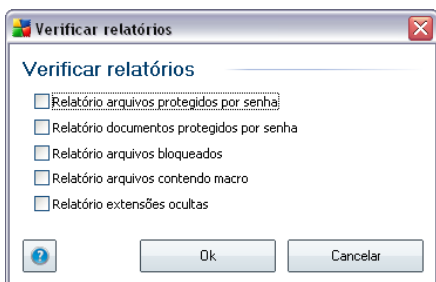 Verificar relatórios
Verificar relatórios
Relatório arquivos protegidos por senha
Relatório documentos protegidos por senha
Relatório arquivos bloqueados
Relatório arquivos contendo macro
Relatório extensões ocultas
?
Ok
Cancelar